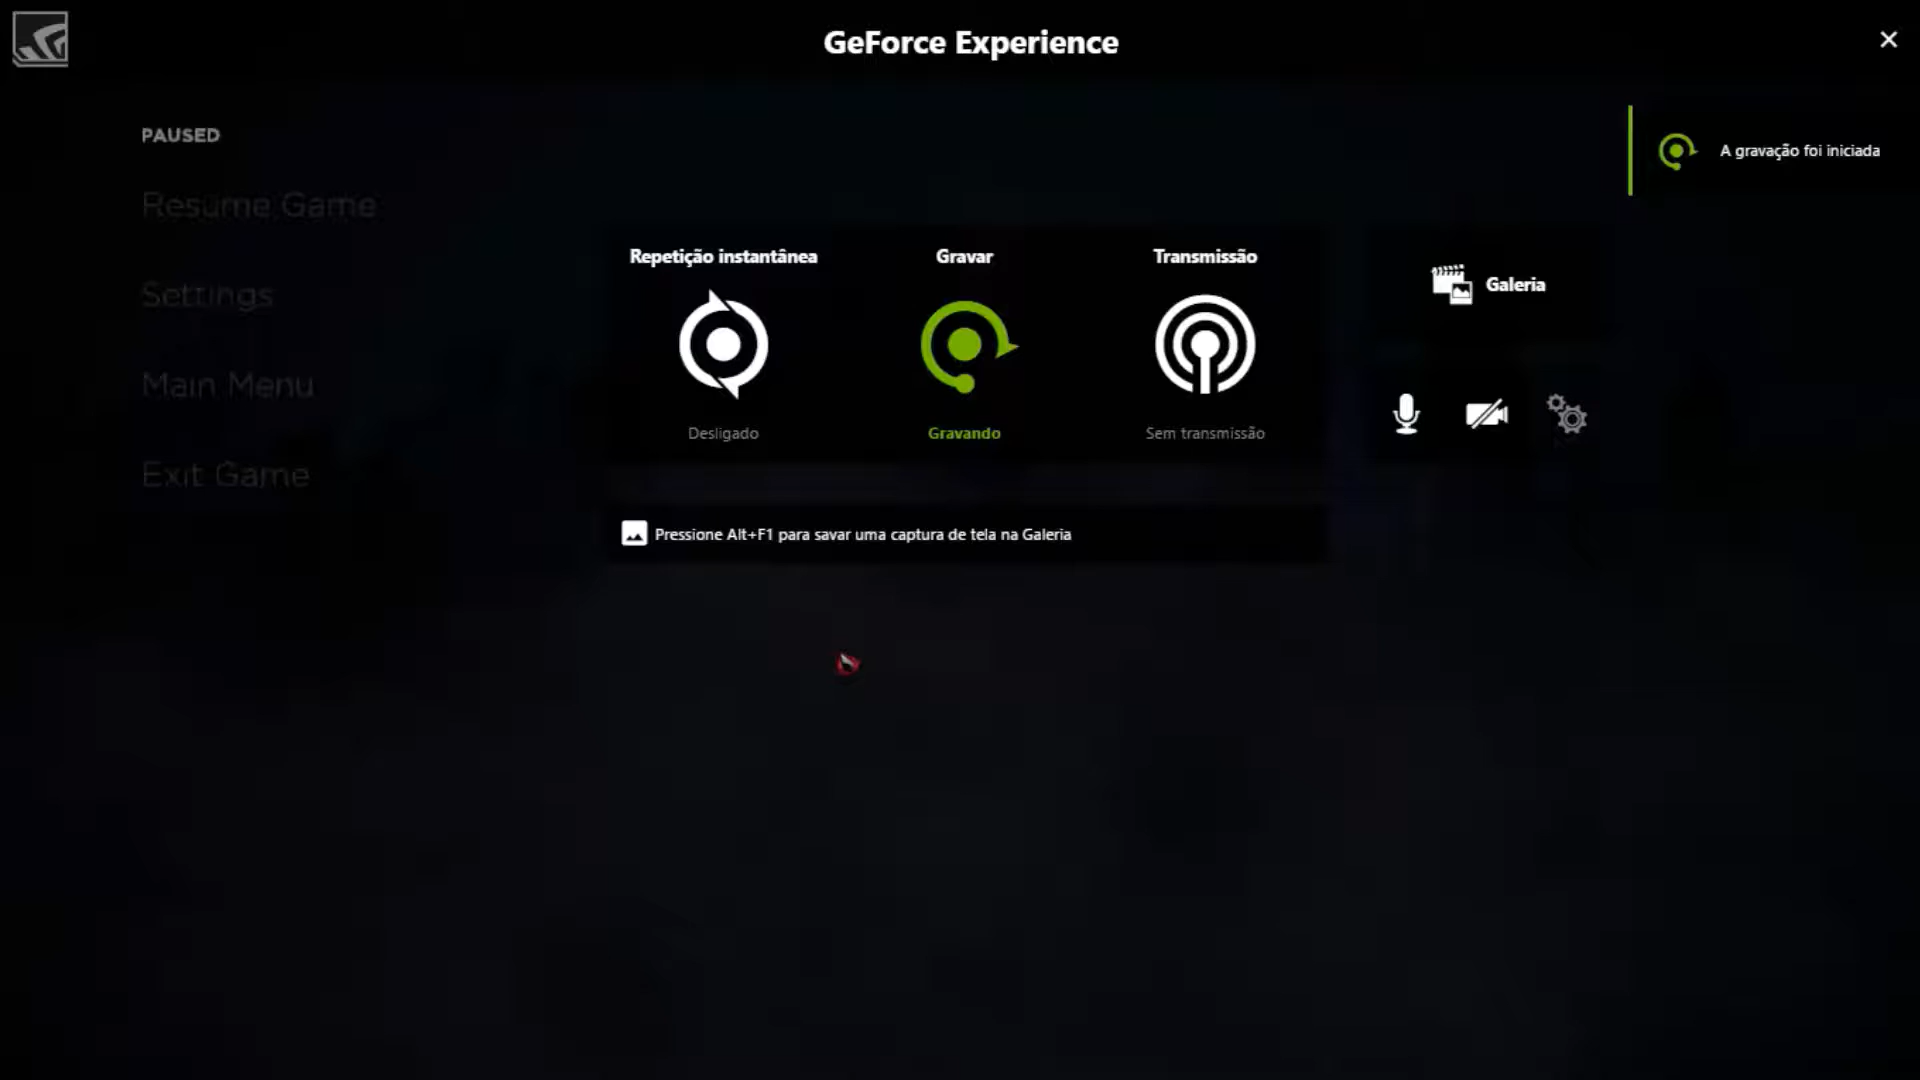 GeForce Experience
PAUSED
A gravação foi iniciada
Resume Game
Settings
Main Menu
Exit Game
Repetição instantânea
Desligado
Gravar
Gravando
Transmissão
Sem transmissão
Galeria
Pressione Alt+F1 para savar uma captura de tela na Galeria